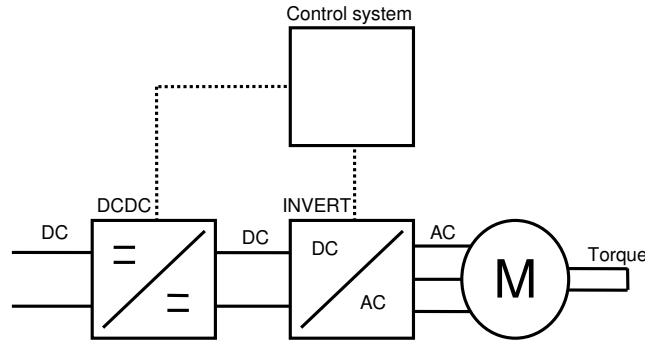 Control system
DCDC
INVERT
DC
DC
AC
Torque
DC
AC
M